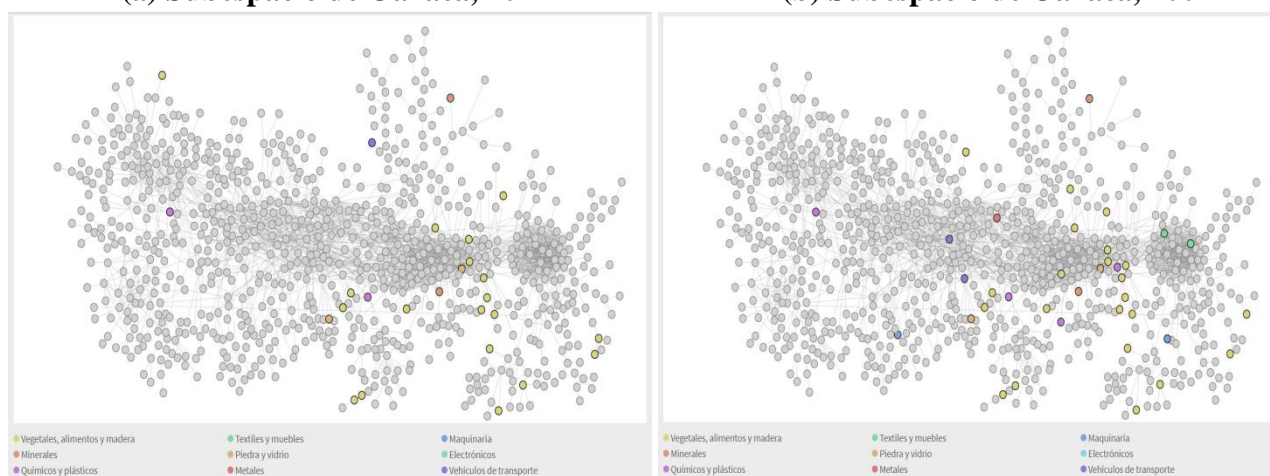 Vegetales, alimentos y madera
Textiles y muebles
Maquinaria
Minerales
Piedra y vidrio
Electrónicos
Químicos y plásticos
Metales
Vehículos de transporte
Vegetales, alimentos y madera
Textiles y muebles
Maquinaria
Minerales
Piedra y vidrio
Electrónicos
Químicos y plásticos
Metales
Vehículos de transporte